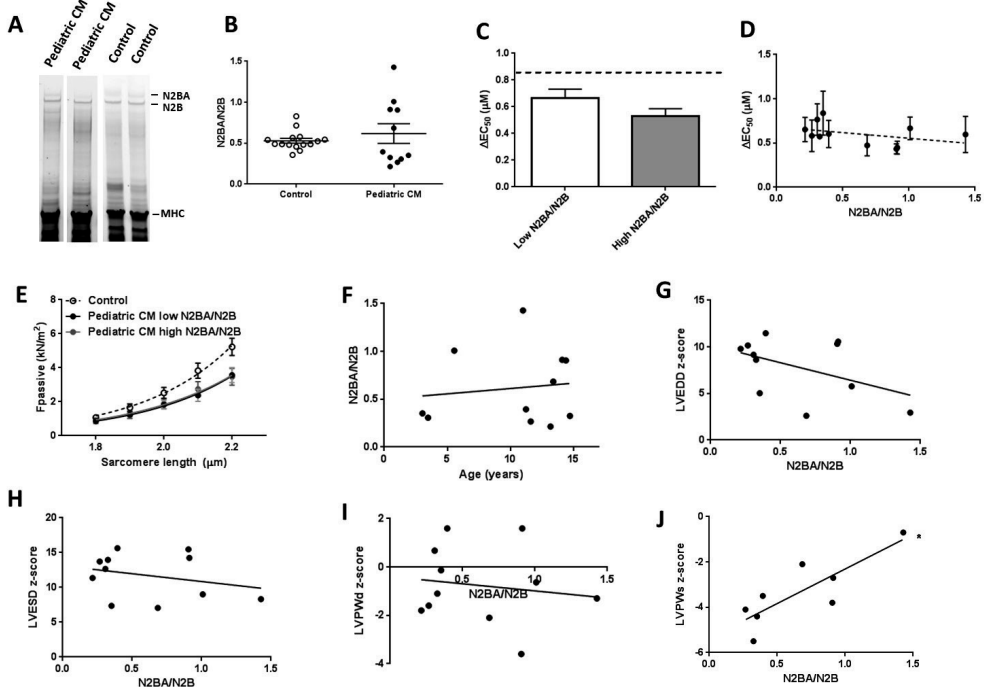 A
Pediatric CM
Pediatric CM
Control
Control
N2BA
N2B
MHC
B
N2BA/N2B
1.5
1.0
0.5
0.0
Control
Pediatric CM
C
ΔEC50 (μM)
1.0
0.8
0.6
0.4
0.2
0.0
Low N2BA/N2B
High N2BA/N2B
D
ΔEC50 (μM)
1.5
1.0
0.5
0.0
0.0 0.5 1.0 1.5
N2BA/N2B
E
Control
Pediatric CM low N2BA/N2B
Pediatric CM high N2BA/N2B
Fpassive (kN/m²)
8
6
4
2
0
1.8 2.0 2.2
Sarcomere length (μm)
F
N2BA/N2B
1.5
1.0
0.5
0.0
0 5 10 15
Age (years)
G
LVEDD z-score
15
10
5
0
0.0 0.5 1.0 1.5
N2BA/N2B
H
LVESD z-score
20
15
10
5
0
0.0 0.5 1.0 1.5
N2BA/N2B
I
LVPWd z-score
2
0
-2
-4
0.5 1.0 1.5
N2BA/N2B
J
LVPWs z-score
0
-2
-4
-6
*
0.0 0.5 1.0 1.5
N2BA/N2B